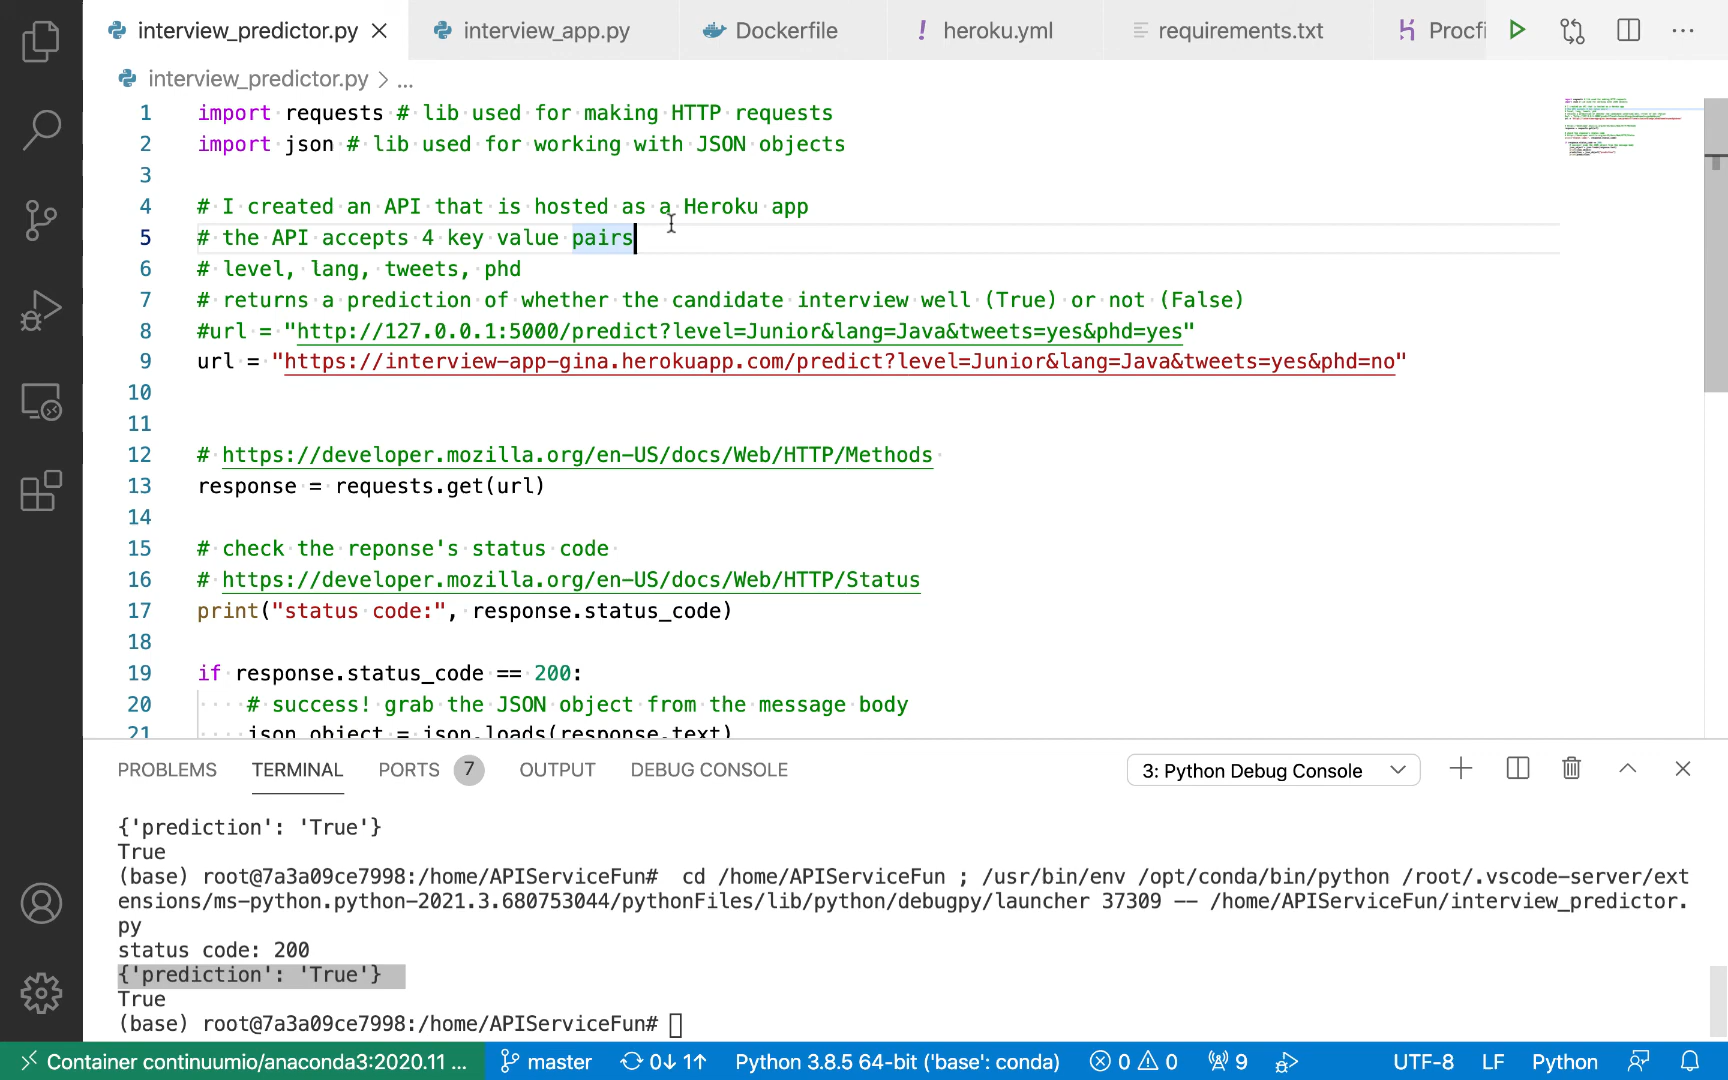 interview_predictor.py
interview_app.py
Dockerfile
! heroku.yml
requirements.txt
Procfi
interview_predictor.py > ...
1 import requests # lib used for making HTTP requests
2 import json # lib used for working with JSON objects
3
4 # I created an API that is hosted as a Heroku app
5 # the API accepts 4 key value pairs
6 # level, lang, tweets, phd
7 # returns a prediction of whether the candidate interview well (True) or not (False)
8 #url = "http://127.0.0.1:5000/predict?level=Junior&lang=Java&tweets=yes&phd=yes"
9 url = "https://interview-app-gina.herokuapp.com/predict?level=Junior&lang=Java&tweets=yes&phd=no"
10
11
12 # https://developer.mozilla.org/en-US/docs/Web/HTTP/Methods
13 response = requests.get(url)
14
15 # check the reponse's status code
16 # https://developer.mozilla.org/en-US/docs/Web/HTTP/Status
17 print("status code:", response.status_code)
18
19 if response.status_code == 200:
20 # success! grab the JSON object from the message body
21 json_object = json.loads(response.text)
PROBLEMS TERMINAL PORTS 7 OUTPUT DEBUG CONSOLE 3: Python Debug Console
{'prediction': 'True'}
True
(base) root@7a3a09ce7998:/home/APIServiceFun# cd /home/APIServiceFun ; /usr/bin/env /opt/conda/bin/python /root/.vscode-server/ext
ensions/ms-python.python-2021.3.680753044/pythonFiles/lib/python/debugpy/launcher 37309 -- /home/APIServiceFun/interview_predictor.
py
status code: 200
{'prediction': 'True'}
True
(base) root@7a3a09ce7998:/home/APIServiceFun#
Container continuumio/anaconda3:2020.11 ... master 0↓ 1↑ Python 3.8.5 64-bit ('base': conda) 0 0 9 UTF-8 LF Python